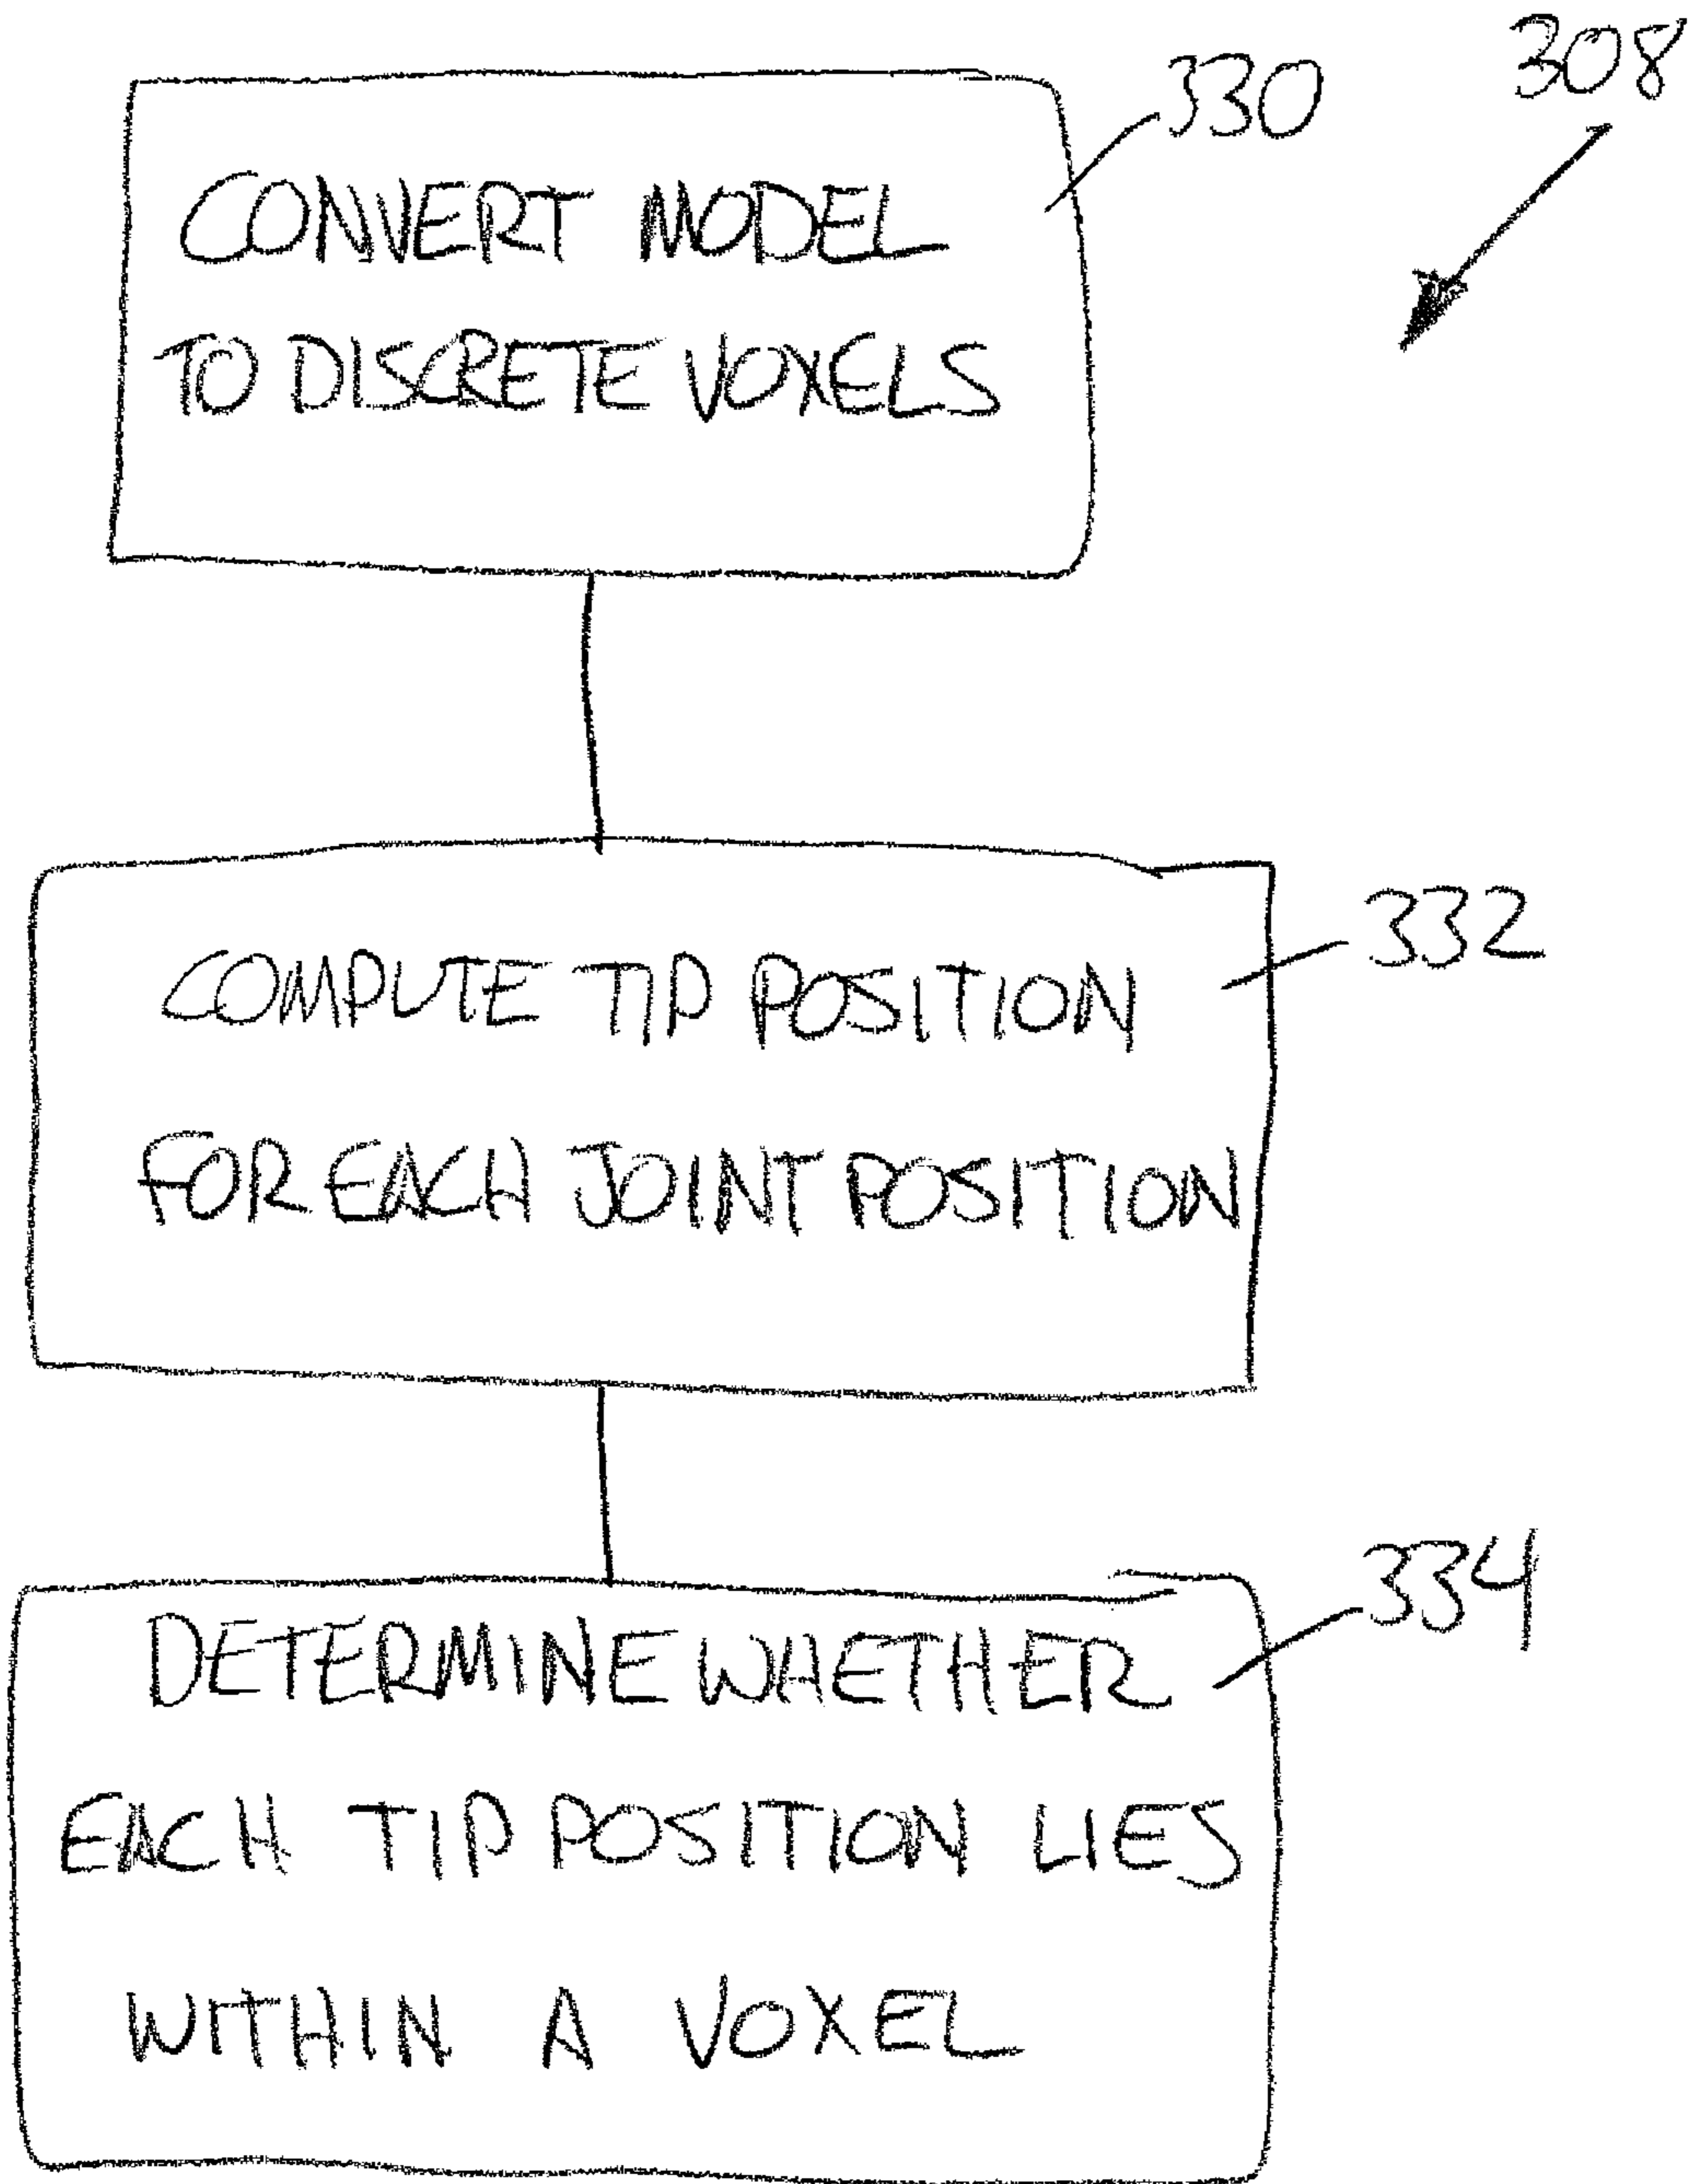 308
330
CONVERT MODEL
TO DISCRETE VOXELS
332
COMPUTE TIP POSITION
FOR EACH JOINT POSITION
334
DETERMINE WHETHER
EACH TIP POSITION LIES
WITHIN A VOXEL